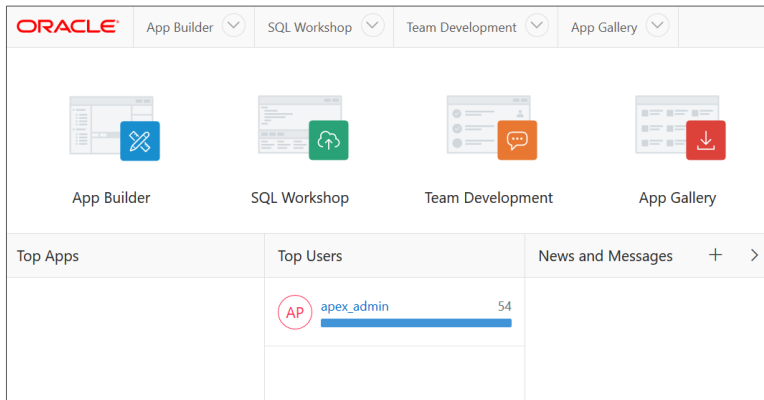 ORACLE App Builder SQL Workshop Team Development App Gallery
App Builder SQL Workshop Team Development App Gallery
Top Apps Top Users News and Messages
AP apex_admin 54